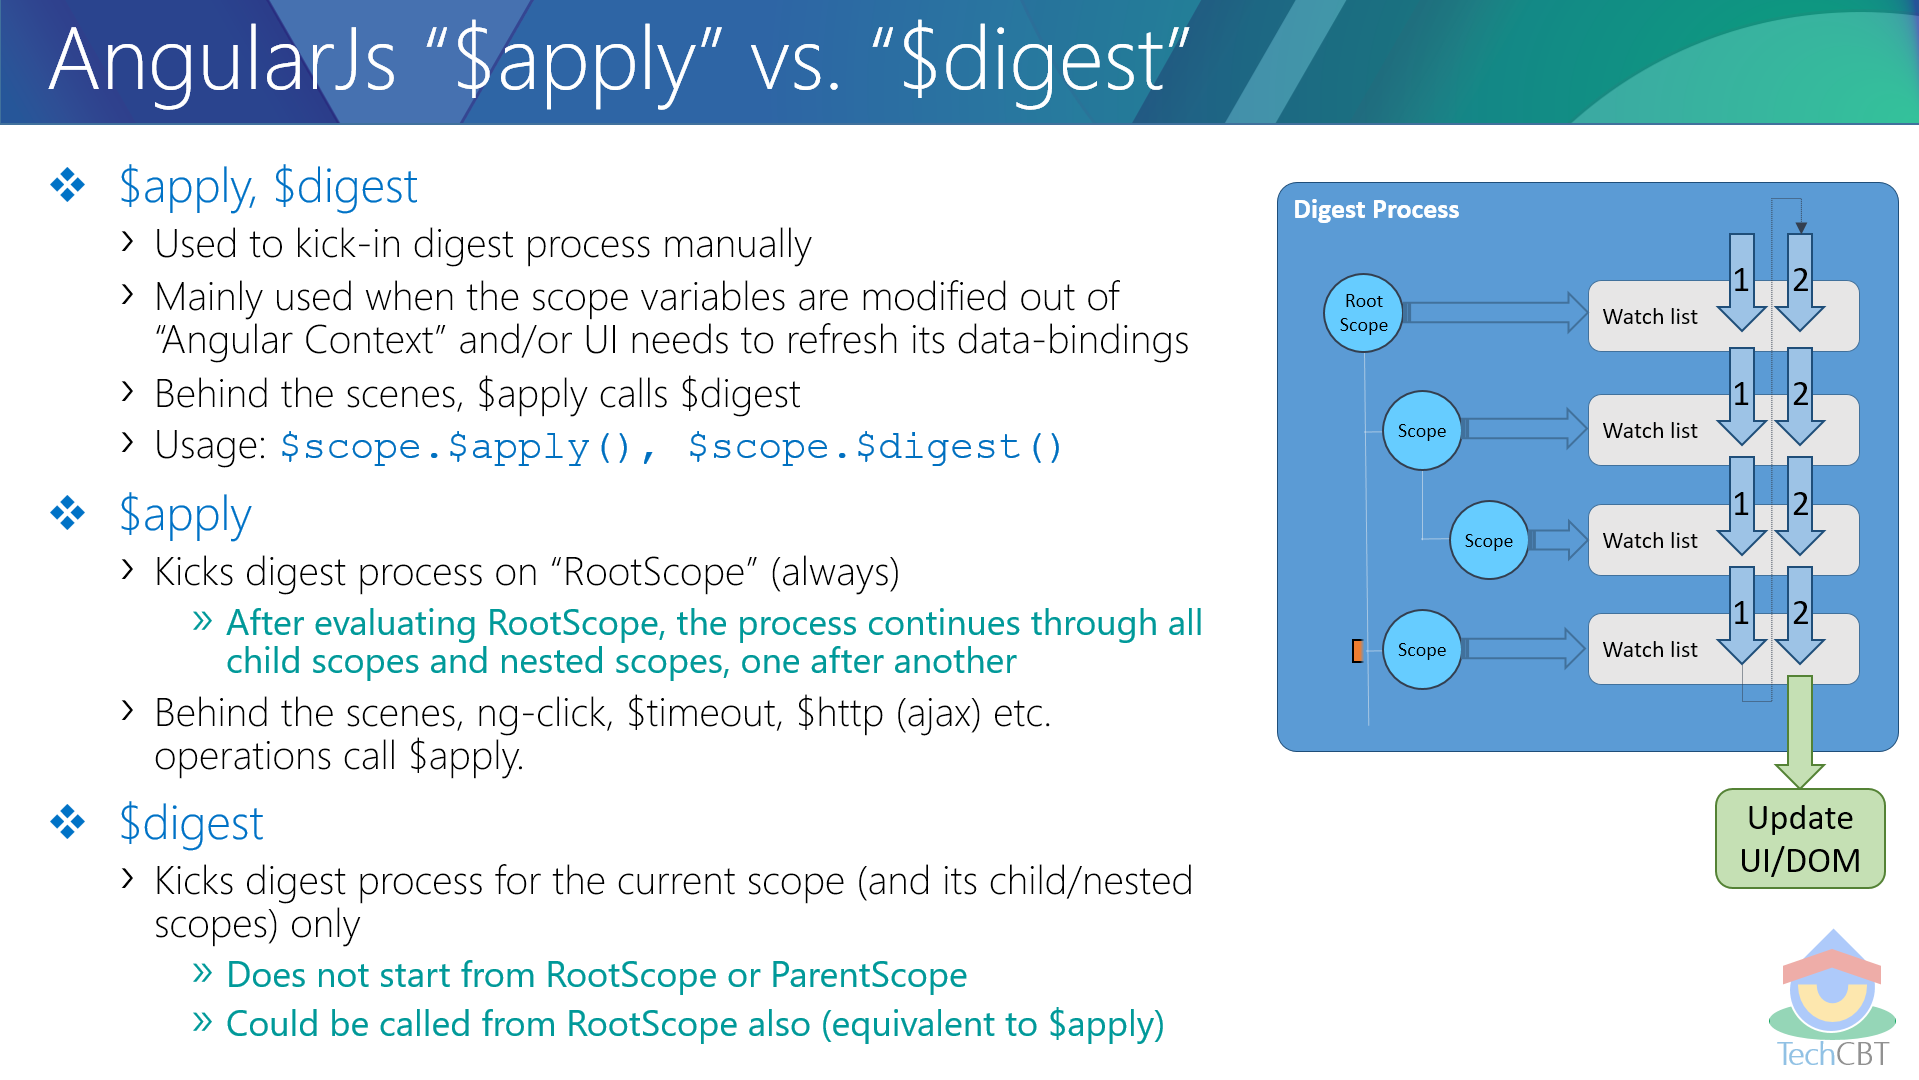 AngularJs “$apply” vs. “$digest”
$apply, $digest
Used to kick-in digest process manually
Mainly used when the scope variables are modified out of
“Angular Context” and/or UI needs to refresh its data-bindings
Behind the scenes, $apply calls $digest
Usage: $scope.$apply(), $scope.$digest()
$apply
Kicks digest process on “RootScope” (always)
After evaluating RootScope, the process continues through all
child scopes and nested scopes, one after another
Behind the scenes, ng-click, $timeout, $http (ajax) etc.
operations call $apply.
$digest
Kicks digest process for the current scope (and its child/nested
scopes) only
Does not start from RootScope or ParentScope
Could be called from RootScope also (equivalent to $apply)
Digest Process
Root
Scope
Watch list
1 2
Scope
Watch list
1 2
Scope
Watch list
1 2
Scope
Watch list
1 2
Update
UI/DOM
TechCBT